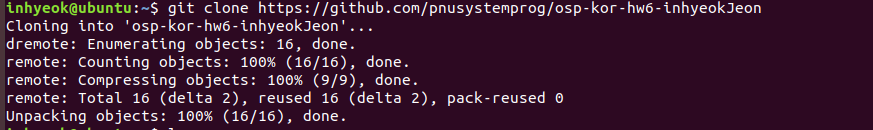 inhyeok@ubuntu:~$ git clone https://github.com/pnusystemprog/osp-kor-hw6-inhyeokJeon
Cloning into 'osp-kor-hw6-inhyeokJeon'...
dremote: Enumerating objects: 16, done.
remote: Counting objects: 100% (16/16), done.
remote: Compressing objects: 100% (9/9), done.
remote: Total 16 (delta 2), reused 16 (delta 2), pack-reused 0
Unpacking objects: 100% (16/16), done.